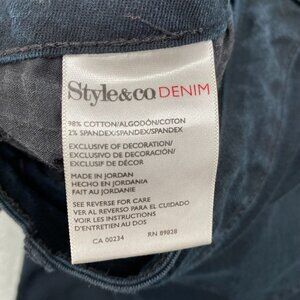 Style&co. DENIM
98% COTTON/ALGODÓN/COTON
2% SPANDEX/SPANDEX/SPANDEX
EXCLUSIVE OF DECORATION/
EXCLUSIVO DE DECORACIÓN/
EXCLUSIF DE DÉCOR
MADE IN JORDAN
HECHO EN JORDANIA
FAIT AU JORDANIE
SEE REVERSE FOR CARE
VER AL REVERSO PARA EL CUIDADO
VOIR LES INSTRUCTIONS
D'ENTRETIEN AU DOS
CA 00234 RN 89028